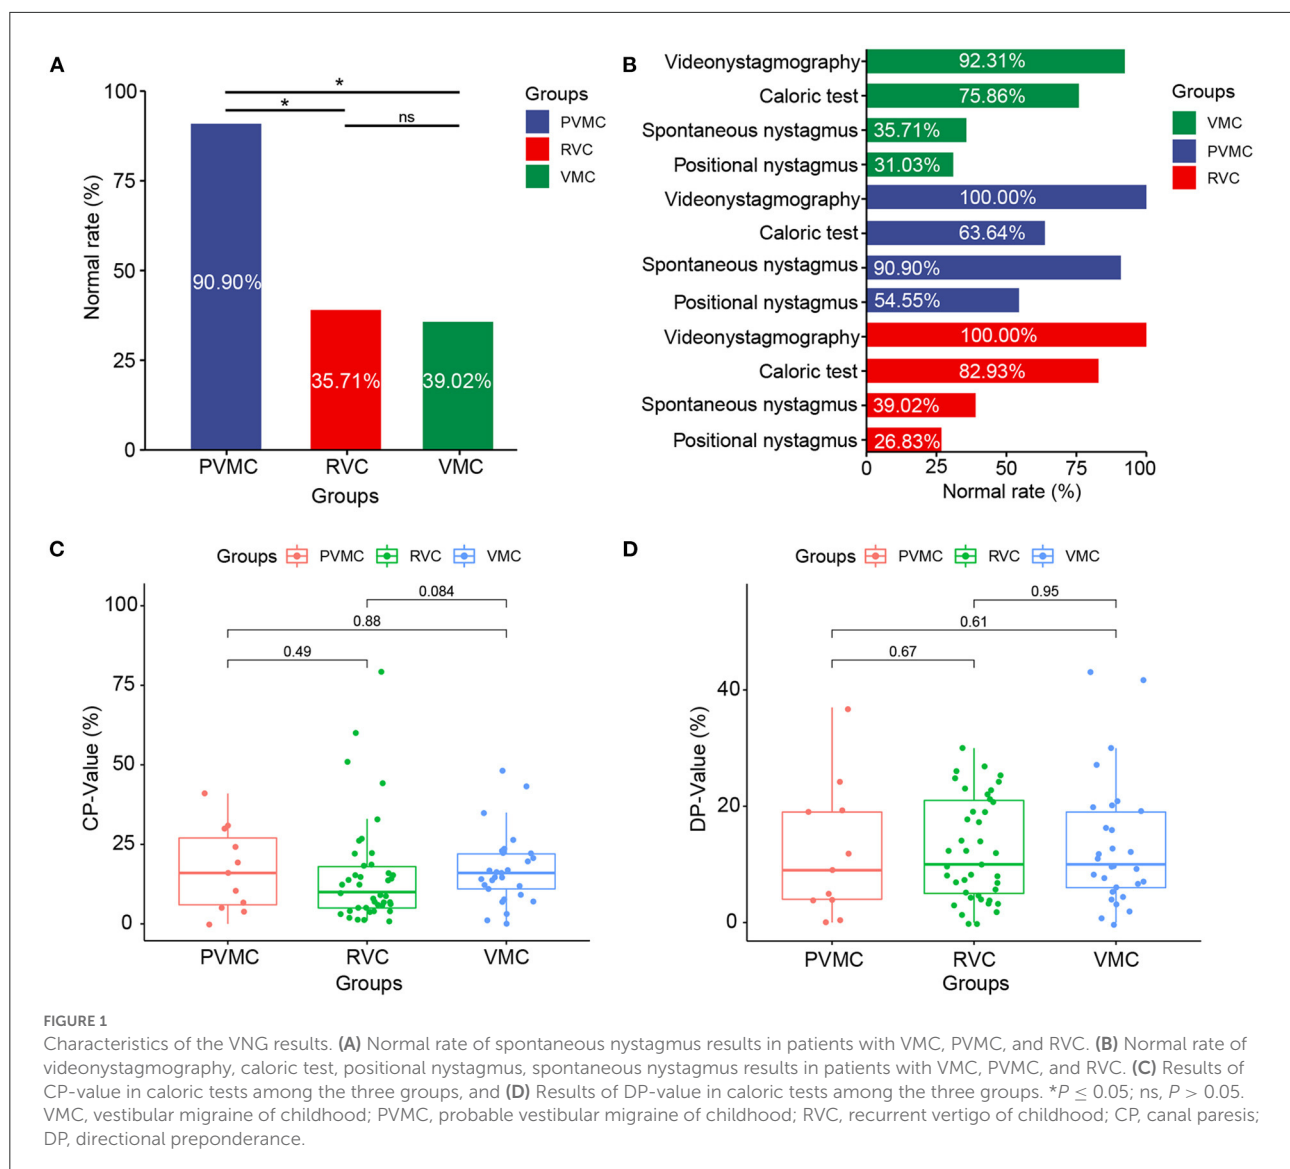 A
*
*
ns
Groups
PVMC
RVC
VMC
Normal rate (%)
100
75
50
25
0
90.90%
35.71%
39.02%
PVMC RVC VMC
Groups
B
Videonystagmography 92.31%
Caloric test 75.86%
Spontaneous nystagmus 35.71%
Positional nystagmus 31.03%
Videonystagmography 100.00%
Caloric test 63.64%
Spontaneous nystagmus 90.90%
Positional nystagmus 54.55%
Videonystagmography 100.00%
Caloric test 82.93%
Spontaneous nystagmus 39.02%
Positional nystagmus 26.83%
0 25 50 75 100
Normal rate (%)
Groups
VMC
PVMC
RVC
C
Groups PVMC RVC VMC
CP-Value (%)
100
75
50
25
0
0.084
0.88
0.49
PVMC RVC VMC
Groups
D
Groups PVMC RVC VMC
DP-Value (%)
40
20
0
0.95
0.61
0.67
PVMC RVC VMC
Groups
FIGURE 1
Characteristics of the VNG results. (A) Normal rate of spontaneous nystagmus results in patients with VMC, PVMC, and RVC. (B) Normal rate of
videonystagmography, caloric test, positional nystagmus, spontaneous nystagmus results in patients with VMC, PVMC, and RVC. (C) Results of
CP-value in caloric tests among the three groups, and (D) Results of DP-value in caloric tests among the three groups. *P ≤ 0.05; ns, P > 0.05.
VMC, vestibular migraine of childhood; PVMC, probable vestibular migraine of childhood; RVC, recurrent vertigo of childhood; CP, canal paresis;
DP, directional preponderance.